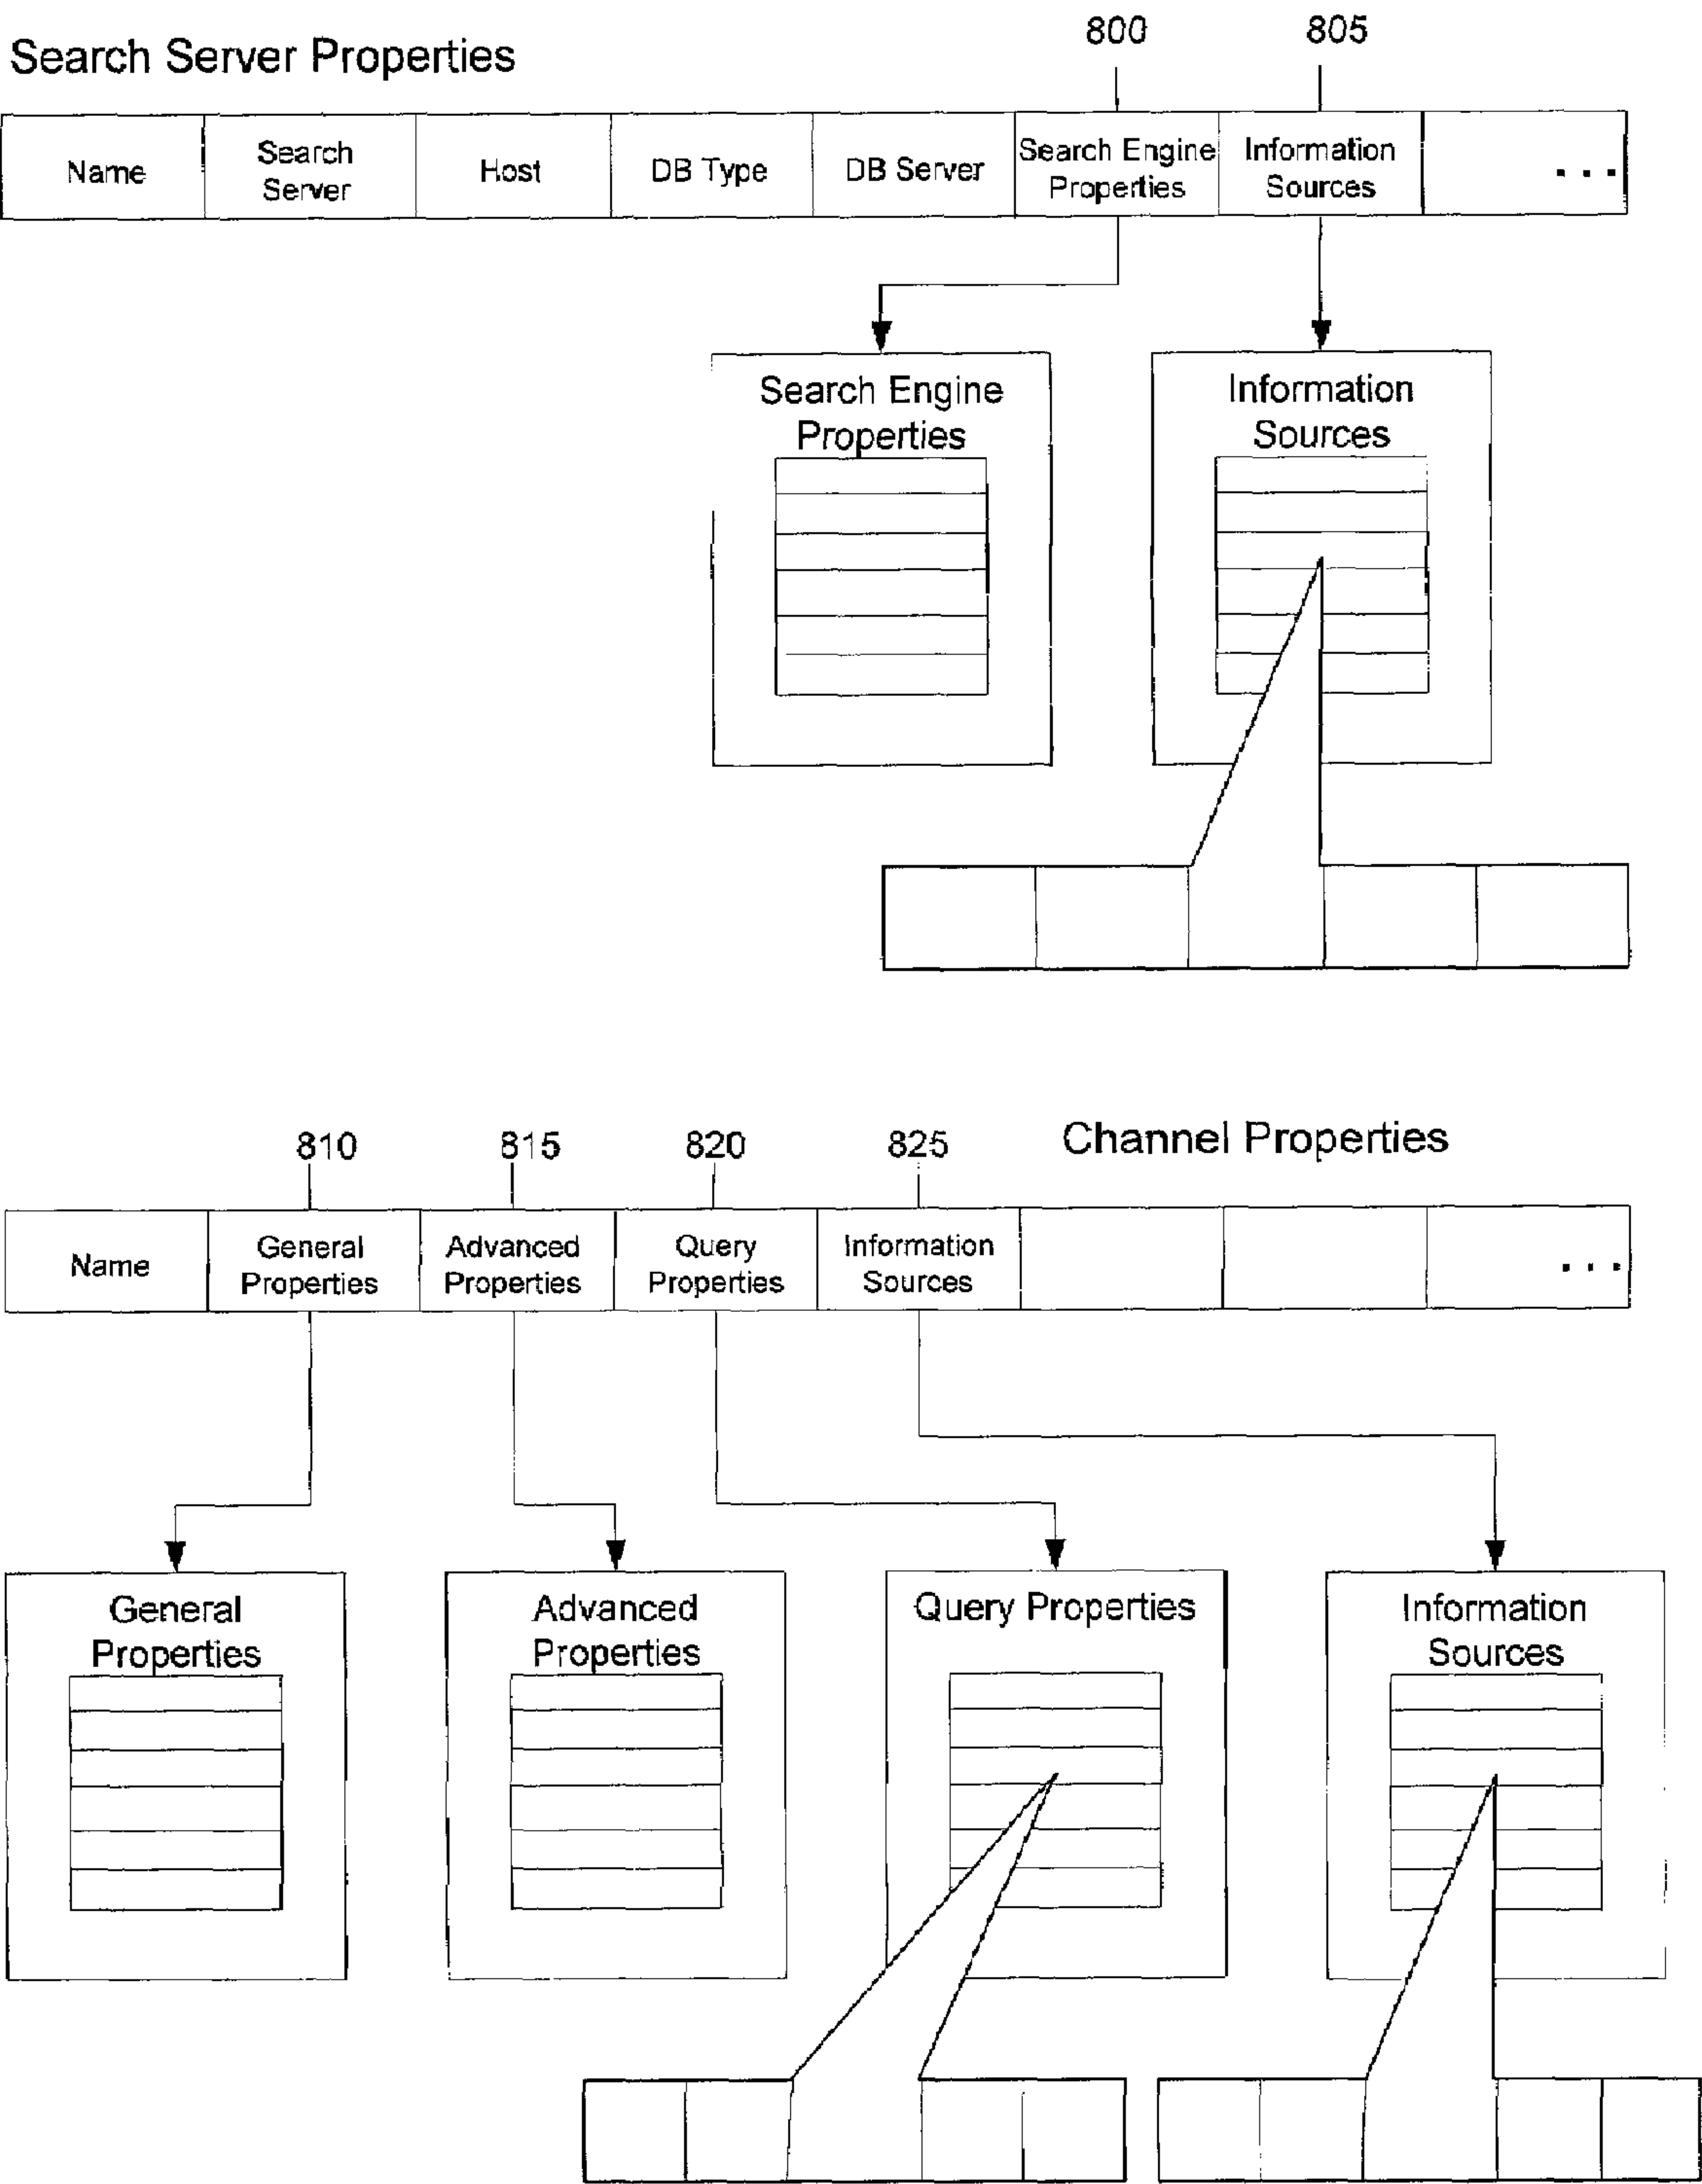 800
805
Search Server Properties
Name
Search
Server
Host
DB Type
DB Server
Search Engine
Properties
Information
Sources
...
Search Engine
Properties
Information
Sources
810
815
820
825
Channel Properties
Name
General
Properties
Advanced
Properties
Query
Properties
Information
Sources
...
General
Properties
Advanced
Properties
Query Properties
Information
Sources